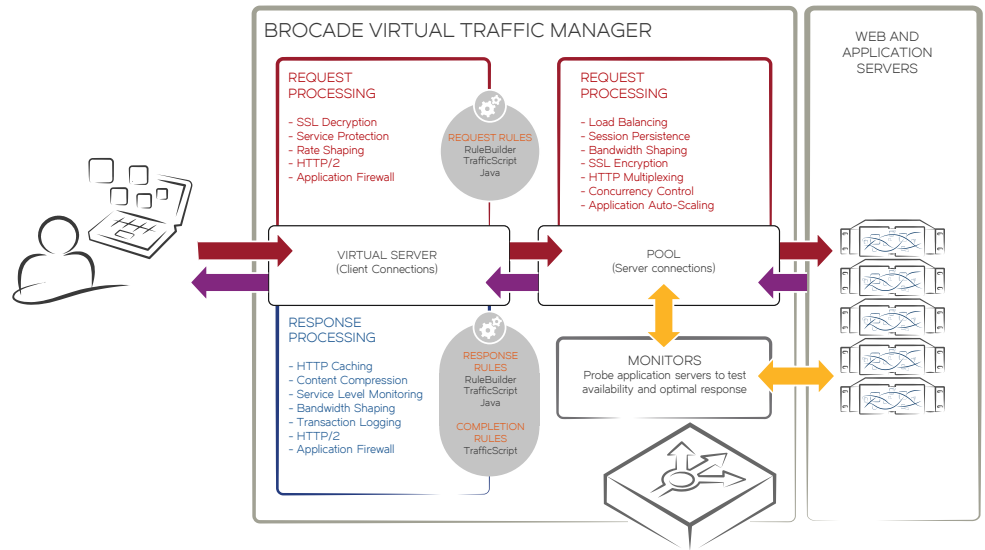 BROCADE VIRTUAL TRAFFIC MANAGER
REQUEST
PROCESSING
- SSL Decryption
- Service Protection
- Rate Shaping
- HTTP/2
- Application Firewall
REQUEST RULES
RuleBuilder
TrafficScript
Java
REQUEST
PROCESSING
- Load Balancing
- Session Persistence
- Bandwidth Shaping
- SSL Encryption
- HTTP Multiplexing
- Concurrency Control
- Application Auto-Scaling
WEB AND
APPLICATION
SERVERS
VIRTUAL SERVER
(Client Connections)
POOL
(Server connections)
RESPONSE
PROCESSING
- HTTP Caching
- Content Compression
- Service Level Monitoring
- Bandwidth Shaping
- Transaction Logging
- HTTP/2
- Application Firewall
RESPONSE
RULES
RuleBuilder
TrafficScript
Java
COMPLETION
RULES
TrafficScript
MONITORS
Probe application servers to test
availability and optimal response